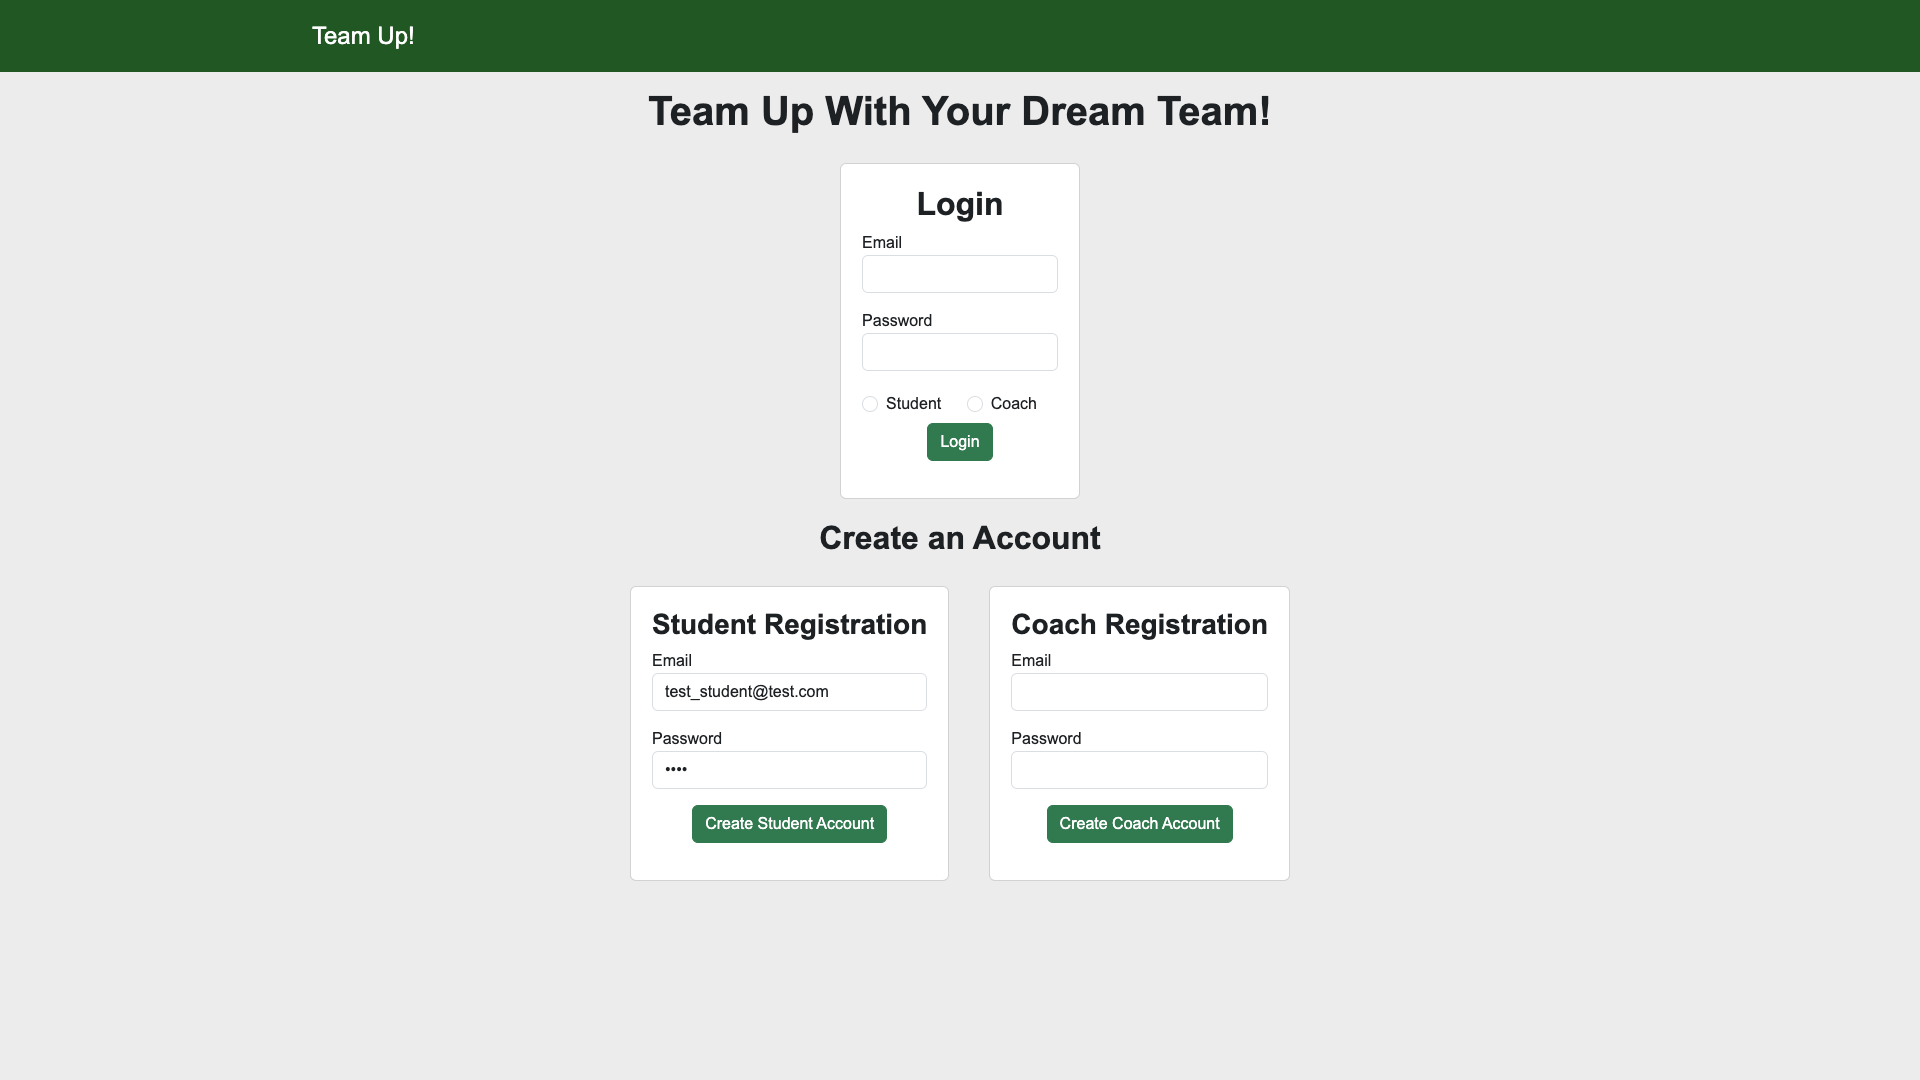 Team Up!
Team Up With Your Dream Team!
Login
Email
Password
Student Coach
Login
Create an Account
Student Registration
Email
test_student@test.com
Password
••••
Create Student Account
Coach Registration
Email
Password
Create Coach Account